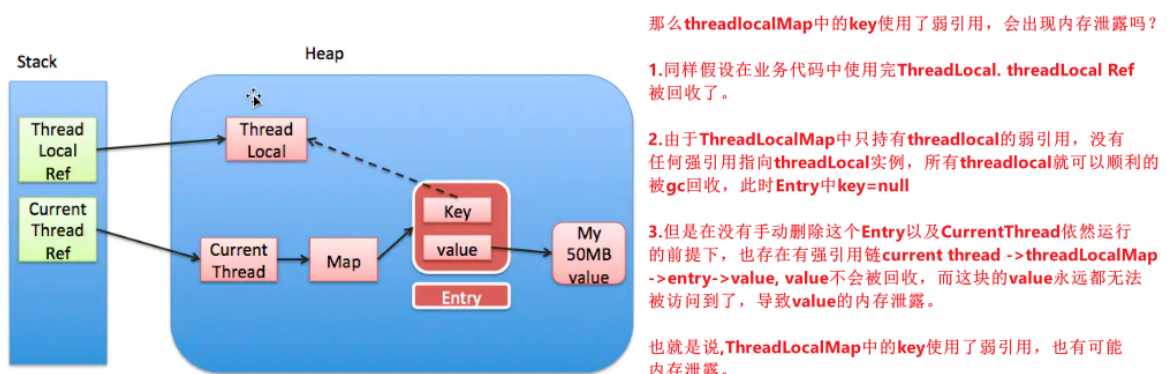 Stack
Heap
Thread
Local
Ref
Current
Thread
Ref
Thread
Local
Current
Thread
Map
Key
value
Entry
My
50MB
value
那么threadlocalMap中的key使用了弱引用，会出现内存泄露吗？
1.同样假设在业务代码中使用完ThreadLocal. threadLocal Ref
被回收了。
2.由于ThreadLocalMap中只持有threadlocal的弱引用，没有
任何强引用指向threadLocal实例，所有threadlocal就可以顺利的
被gc回收，此时Entry中key=null
3.但是在没有手动删除这个Entry以及CurrentThread依然运行
的前提下，也存在有强引用链current thread ->threadLocalMap
->entry->value, value不会被回收，而这块的value永远都无法
被访问到了，导致value的内存泄露。
也就是说,ThreadLocalMap中的key使用了弱引用，也有可能
内存泄露。